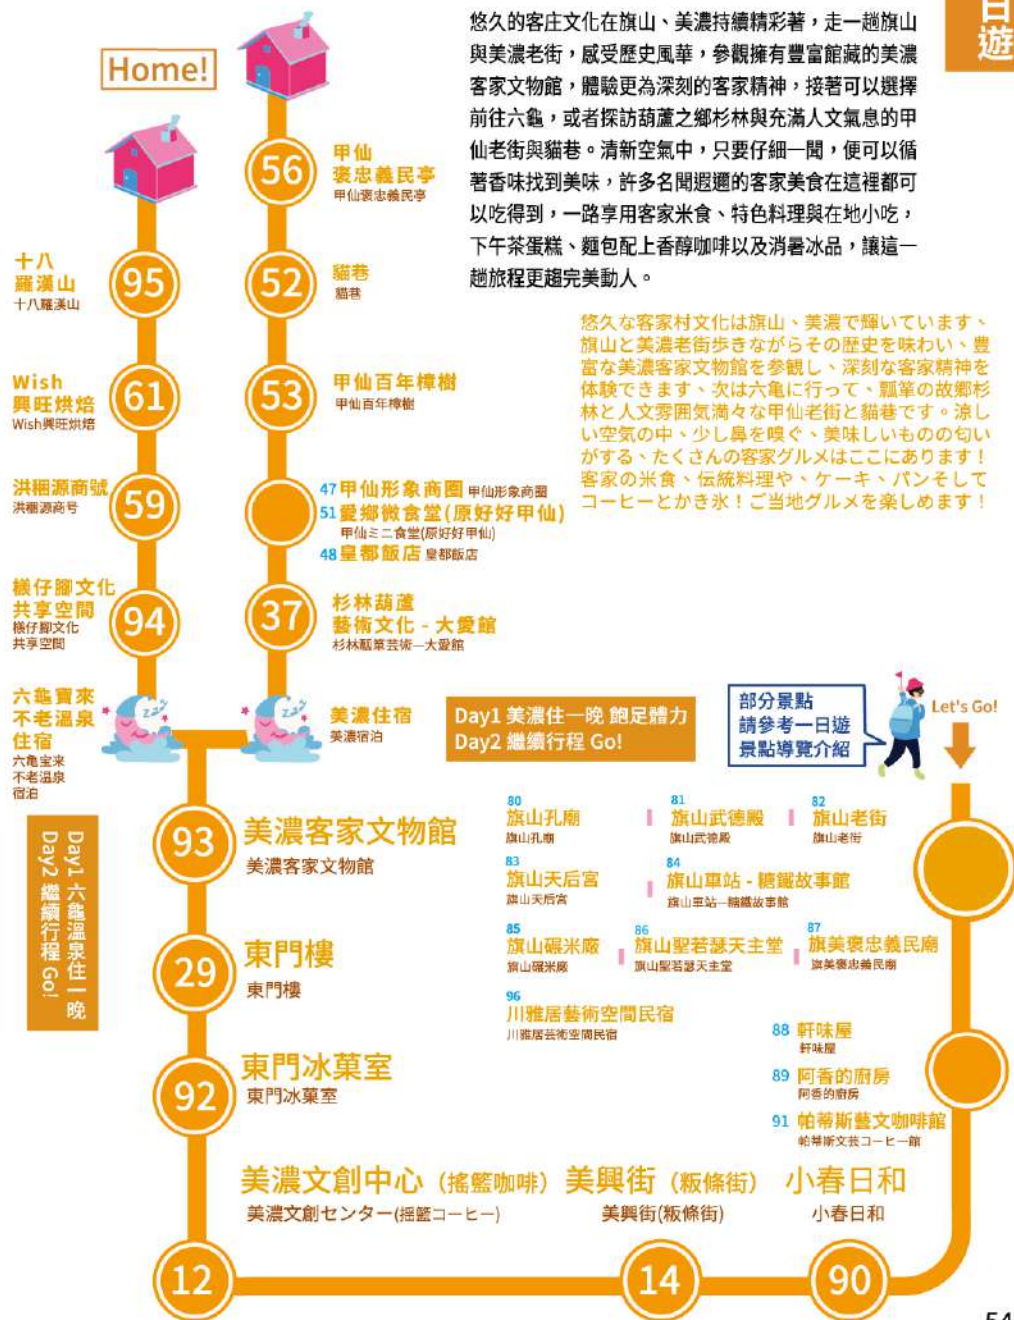 日遊
悠久的客庄文化在旗山、美濃持續精彩著，走一趟旗山
與美濃老街，感受歷史風華，參觀擁有豐富館藏的美濃
客家文物館，體驗更為深刻的客家精神，接著可以選擇
前往六龜，或者探訪葫蘆之鄉杉林與充滿人文氣息的甲
仙老街與貓巷。清新空氣中，只要仔細一聞，便可以循
著香味找到美味，許多名聞遐邇的客家美食在這裡都可
以吃得到，一路享用客家米食、特色料理與在地小吃，
下午茶蛋糕、麵包配上香醇咖啡以及消暑冰品，讓這一
趟旅程更趨完美動人。
悠久な客家村文化は旗山、美濃で輝いています、
旗山と美濃老街歩きながらその歴史を味わい、豊
富な美濃客家文物館を参観し、深刻な客家精神を
体験できます、次は六亀に行って、瓢箪の故郷杉
林と人文雰囲気満々な甲仙老街と貓巷です。涼し
い空気の中、少し鼻を嗅ぐ、美味しいものの匂い
がする、たくさんの客家グルメはここにあります！
客家の米食、伝統料理や、ケーキ、パンそして
コーヒーとかき氷！ご当地グルメを楽しめます！
Home!
56
甲仙
褒忠義民亭
甲仙褒忠義民亭
52
貓巷
貓巷
53
甲仙百年樟樹
甲仙百年樟樹
47 甲仙形象商圈 甲仙形象商圈
51 愛鄉微食堂(原好好甲仙)
甲仙ミニ食堂(原好好甲仙)
48 皇都飯店 皇都飯店
37
杉林葫蘆
藝術文化 - 大愛館
杉林瓢箪芸術—大愛館
美濃住宿
美濃宿泊
十八
羅漢山
十八羅漢山
95
Wish
興旺烘焙
Wish興旺烘焙
61
洪稛源商號
洪稛源商号
59
檨仔腳文化
共享空間
檨仔腳文化
共享空間
94
六龜寶來
不老溫泉
住宿
六亀宝来
不老温泉
宿泊
Day1 美濃住一晚 飽足體力
Day2 繼續行程 Go!
部分景點
請參考一日遊
景點導覽介紹
Let's Go!
Day1 六龜溫泉住一晚
Day2 繼續行程 Go!
80
旗山孔廟
旗山孔廟
81
旗山武德殿
旗山武德殿
82
旗山老街
旗山老街
83
旗山天后宮
旗山天后宮
84
旗山車站 - 糖鐵故事館
旗山車站—糖鐵故事館
85
旗山碾米廠
旗山碾米廠
86
旗山聖若瑟天主堂
旗山聖若瑟天主堂
87
旗美褒忠義民廟
旗美褒忠義民廟
96
川雅居藝術空間民宿
川雅居芸術空間民宿
88 軒味屋
軒味屋
89 阿香的廚房
阿香的廚房
91 帕蒂斯藝文咖啡館
帕蒂斯文芸コーヒー館
93
美濃客家文物館
美濃客家文物館
29
東門樓
東門樓
92
東門冰菓室
東門冰菓室
美濃文創中心（搖籃咖啡）
美濃文創センター(揺籃コーヒー)
12
美興街（粄條街）
美興街(粄條街)
14
小春日和
小春日和
90